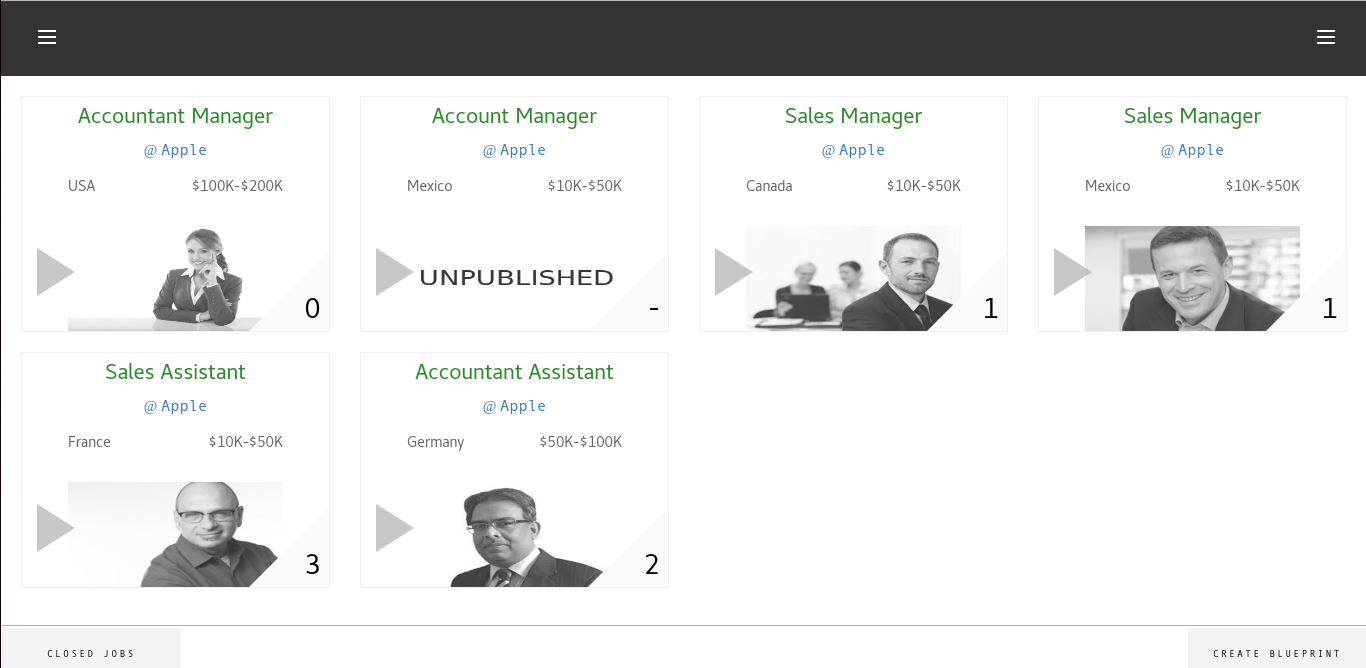 Accountant Manager
@ Apple
USA $100K-$200K
0
Account Manager
@ Apple
Mexico $10K-$50K
UNPUBLISHED
-
Sales Manager
@ Apple
Canada $10K-$50K
1
Sales Manager
@ Apple
Mexico $10K-$50K
1
Sales Assistant
@ Apple
France $10K-$50K
3
Accountant Assistant
@ Apple
Germany $50K-$100K
2
CLOSED JOBS
CREATE BLUEPRINT